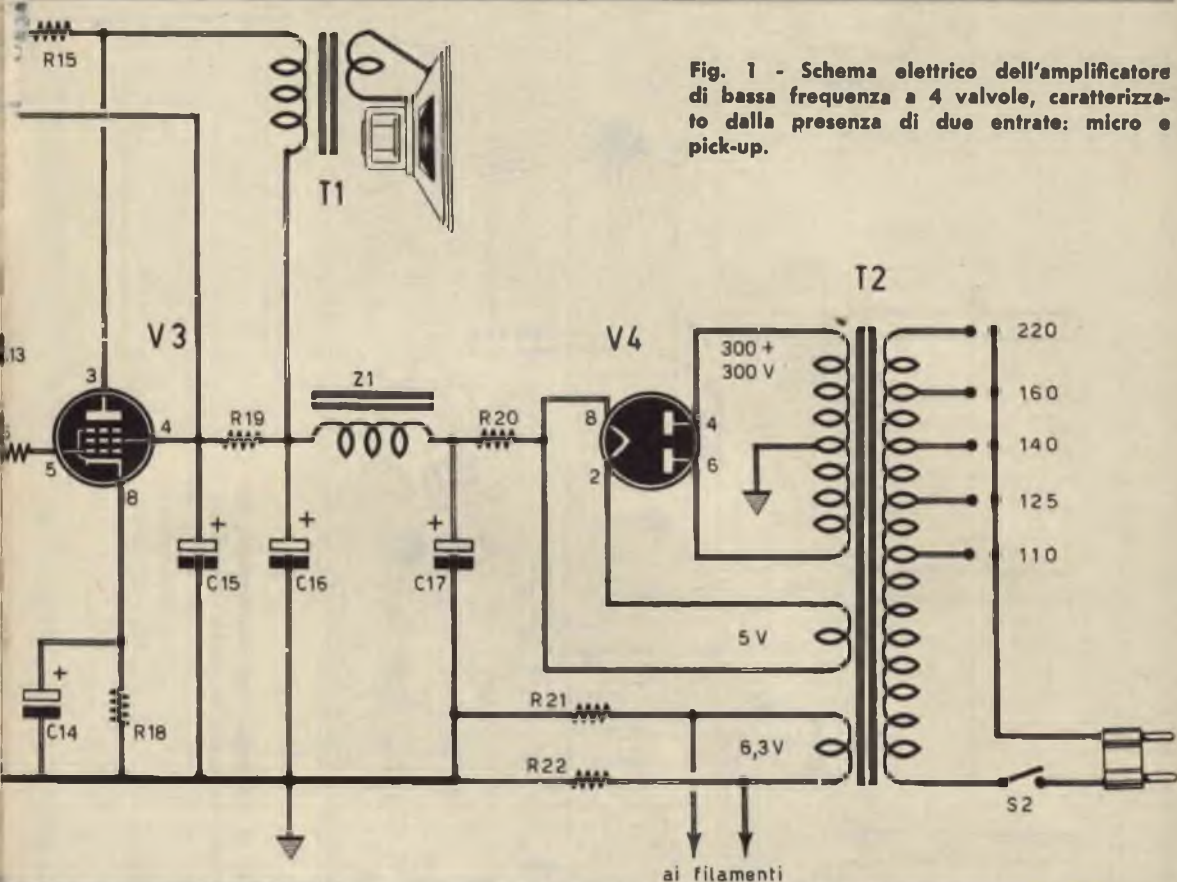 R15
T1
Fig. 1 - Schema elettrico dell'amplificatore
di bassa frequenza a 4 valvole, caratterizza-
to dalla presenza di due entrate: micro e
pick-up.
V3
V4
T2
300 +
300 V
220
160
140
125
110
13
3
4
5
8
R19
Z1
R20
8
2
4
6
+
C15
+
C16
+
C17
5 V
+
C14
R18
R21
R22
6,3 V
S2
ai filamenti